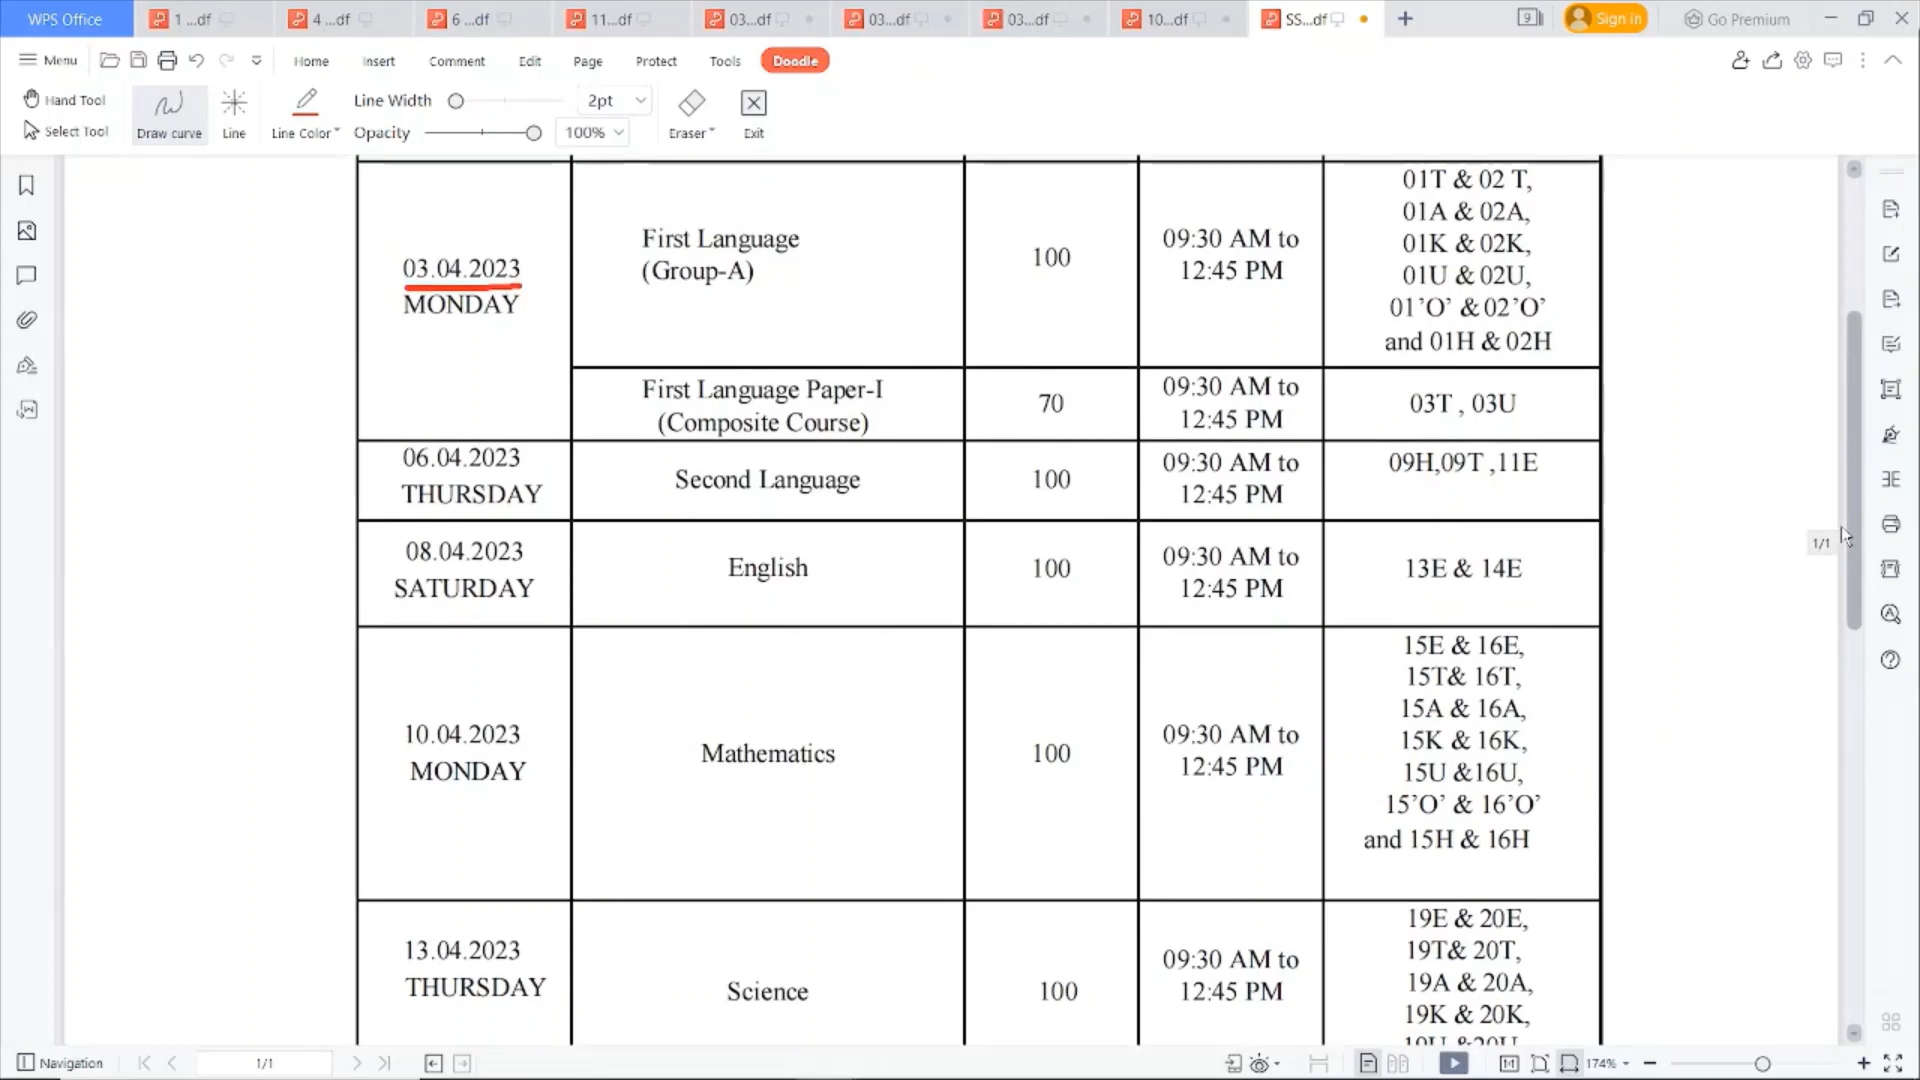 WPS Office 1 ...df 4 ...df 6 ...df 11...df 03...df 03...df 03...df 10...df SS...df + 9 Sign in Go Premium
Menu Home Insert Comment Edit Page Protect Tools Doodle
Hand Tool
Select Tool
Draw curve
Line
Line Color
Line Width 2pt
Opacity 100%
Eraser
Exit
03.04.2023
MONDAY
First Language
(Group-A)
100
09:30 AM to
12:45 PM
01T & 02 T,
01A & 02A,
01K & 02K,
01U & 02U,
01’O’ & 02’O’
and 01H & 02H
First Language Paper-I
(Composite Course)
70
09:30 AM to
12:45 PM
03T , 03U
06.04.2023
THURSDAY
Second Language
100
09:30 AM to
12:45 PM
09H,09T ,11E
08.04.2023
SATURDAY
English
100
09:30 AM to
12:45 PM
13E & 14E
10.04.2023
MONDAY
Mathematics
100
09:30 AM to
12:45 PM
15E & 16E,
15T& 16T,
15A & 16A,
15K & 16K,
15U &16U,
15’O’ & 16’O’
and 15H & 16H
13.04.2023
THURSDAY
Science
100
09:30 AM to
12:45 PM
19E & 20E,
19T& 20T,
19A & 20A,
19K & 20K,
19U &20U
1/1
Navigation 1/1 174%